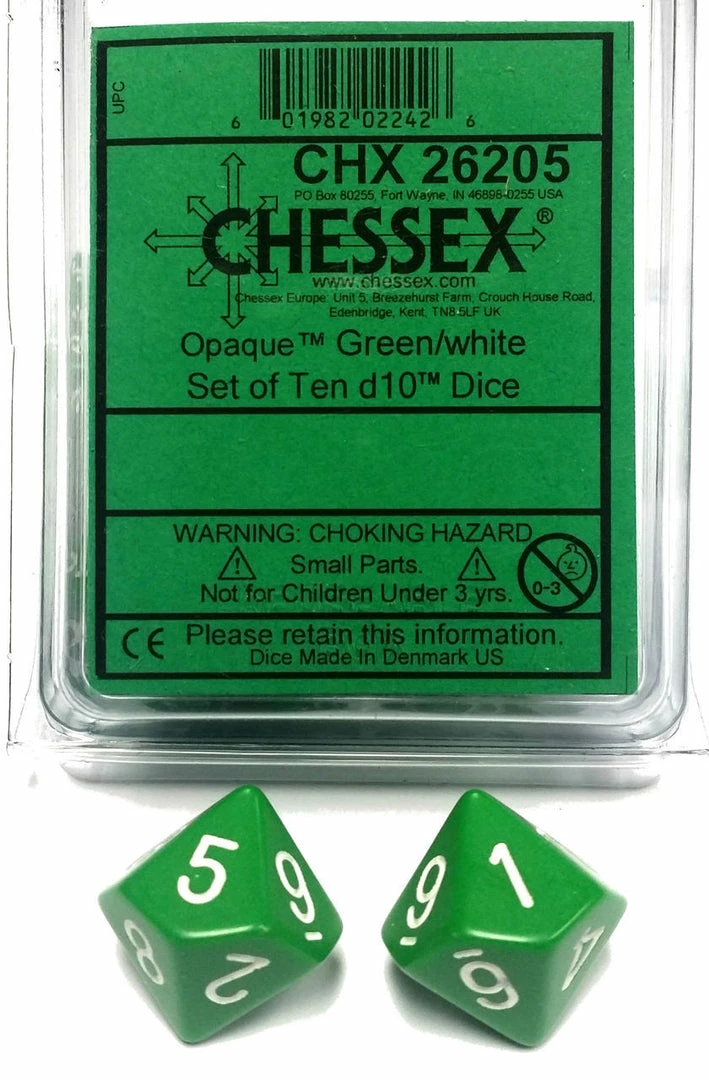 UPC
6 01982 02242 6
CHX 26205
PO Box 80255, Fort Wayne, IN 46898-0255 USA
CHESSEX®
www.chessex.com
Chessex Europe: Unit 5, Breezehurst Farm, Crouch House Road,
Edenbridge, Kent, TN8 5LF UK
Opaque™ Green/white
Set of Ten d10™ Dice
WARNING: CHOKING HAZARD
Small Parts.
Not for Children Under 3 yrs.
0-3
CE Please retain this information.
Dice Made In Denmark US
5 9 8 2
9 1 6 4